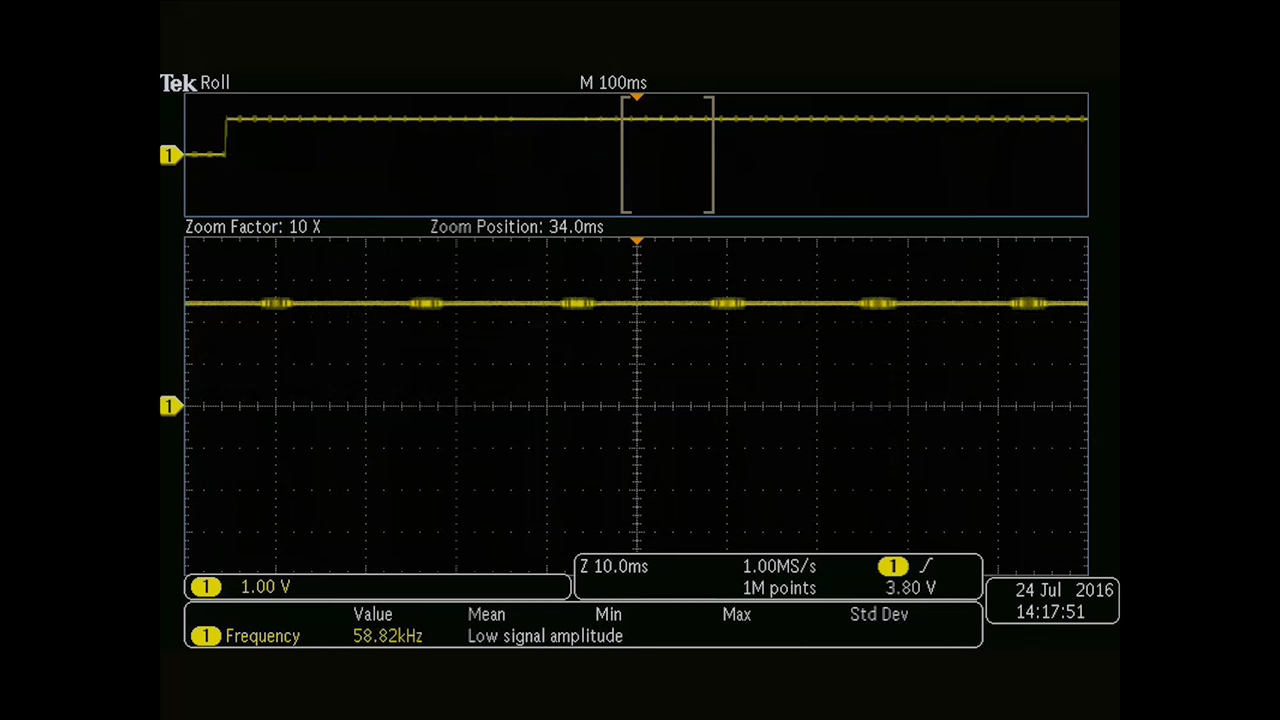 Tek Roll M 100ms
1
Zoom Factor: 10 X Zoom Position: 34.0ms
1
1 1.00 V
Z 10.0ms 1.00MS/s 1
1M points 3.80 V
Value Mean Min Max Std Dev
1 Frequency 58.82kHz Low signal amplitude
24 Jul 2016
14:17:51